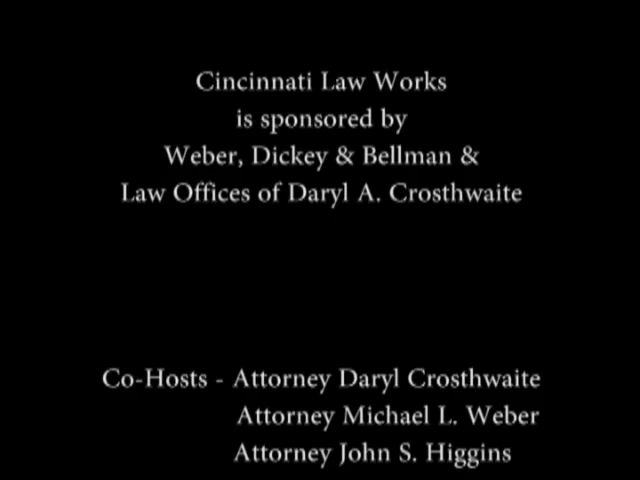 Cincinnati Law Works
is sponsored by
Weber, Dickey & Bellman &
Law Offices of Daryl A. Crosthwaite
Co-Hosts - Attorney Daryl Crosthwaite
Attorney Michael L. Weber
Attorney John S. Higgins